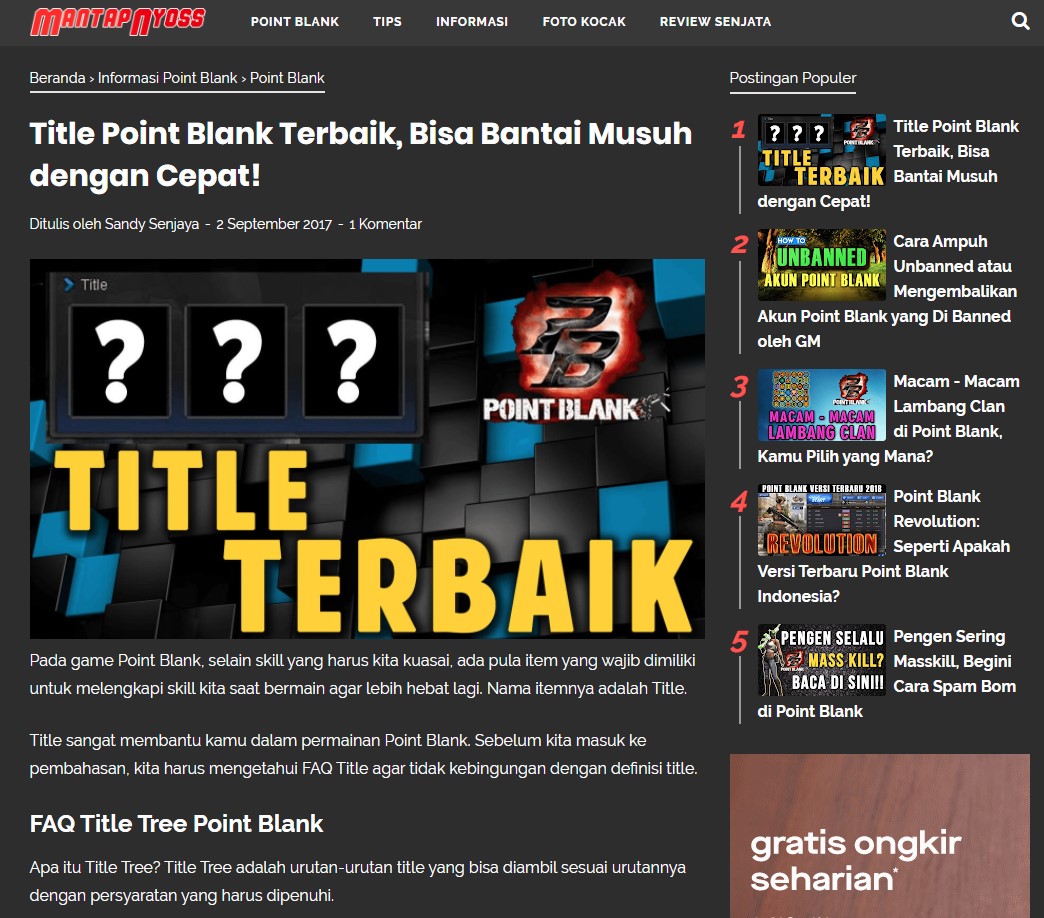 MANTAPNYOSS
POINT BLANK
TIPS
INFORMASI
FOTO KOCAK
REVIEW SENJATA
Beranda › Informasi Point Blank › Point Blank
Title Point Blank Terbaik, Bisa Bantai Musuh
dengan Cepat!
Ditulis oleh Sandy Senjaya - 2 September 2017 - 1 Komentar
Title
? ? ?
PB
POINT BLANK
TITLE
TERBAIK
Pada game Point Blank, selain skill yang harus kita kuasai, ada pula item yang wajib dimiliki
untuk melengkapi skill kita saat bermain agar lebih hebat lagi. Nama itemnya adalah Title.
Title sangat membantu kamu dalam permainan Point Blank. Sebelum kita masuk ke
pembahasan, kita harus mengetahui FAQ Title agar tidak kebingungan dengan definisi title.
FAQ Title Tree Point Blank
Apa itu Title Tree? Title Tree adalah urutan-urutan title yang bisa diambil sesuai urutannya
dengan persyaratan yang harus dipenuhi.
Postingan Populer
1
? ? ?
POINT BLANK
TITLE
TERBAIK
Title Point Blank
Terbaik, Bisa
Bantai Musuh
dengan Cepat!
2
HOW TO
UNBANNED
AKUN POINT BLANK
Cara Ampuh
Unbanned atau
Mengembalikan
Akun Point Blank yang Di Banned
oleh GM
3
POINT BLANK
MACAM - MACAM
LAMBANG CLAN
Macam - Macam
Lambang Clan
di Point Blank,
Kamu Pilih yang Mana?
4
POINT BLANK VERSI TERBARU 2018
REVOLUTION
Point Blank
Revolution:
Seperti Apakah
Versi Terbaru Point Blank
Indonesia?
5
PENGEN SELALU
MASS KILL?
BACA DI SINI!!
Pengen Sering
Masskill, Begini
Cara Spam Bom
di Point Blank
gratis ongkir
seharian*